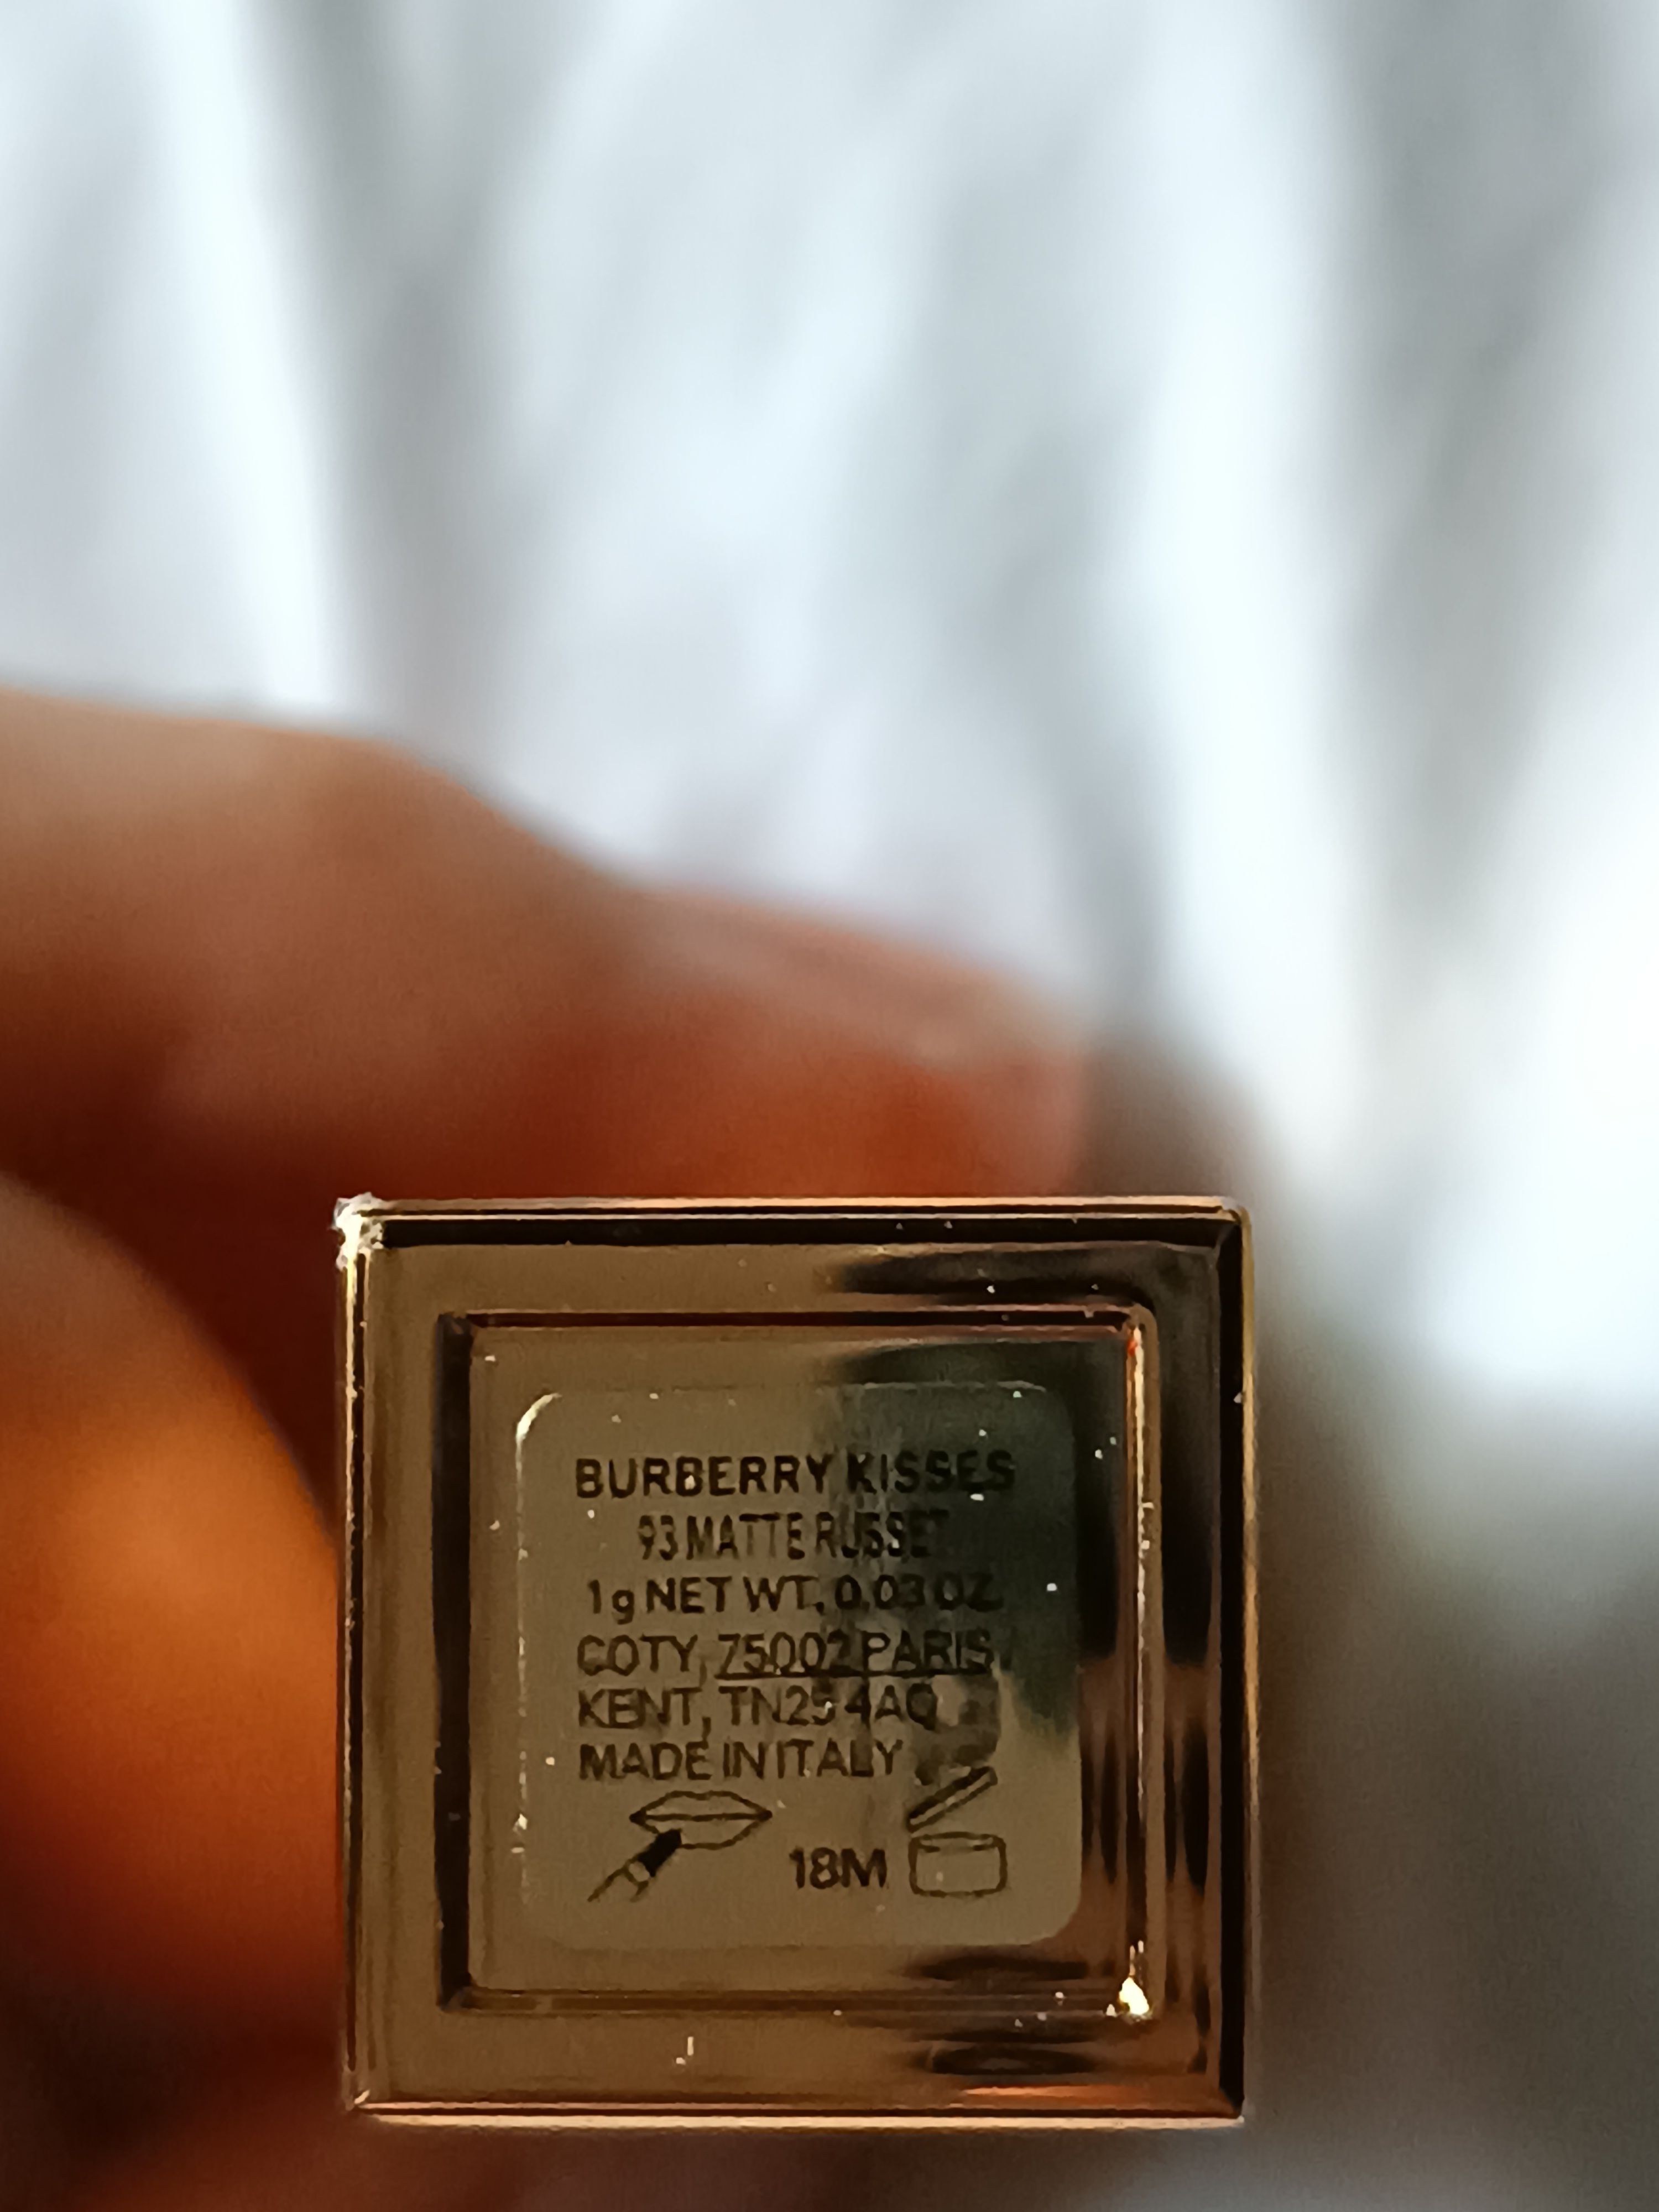 BURBERRY KISSES
93 MATTE RUSSET
1g NET WT. 0.03 OZ
COTY, 75002 PARIS /
KENT, TN25 4AQ
MADE IN ITALY
18M